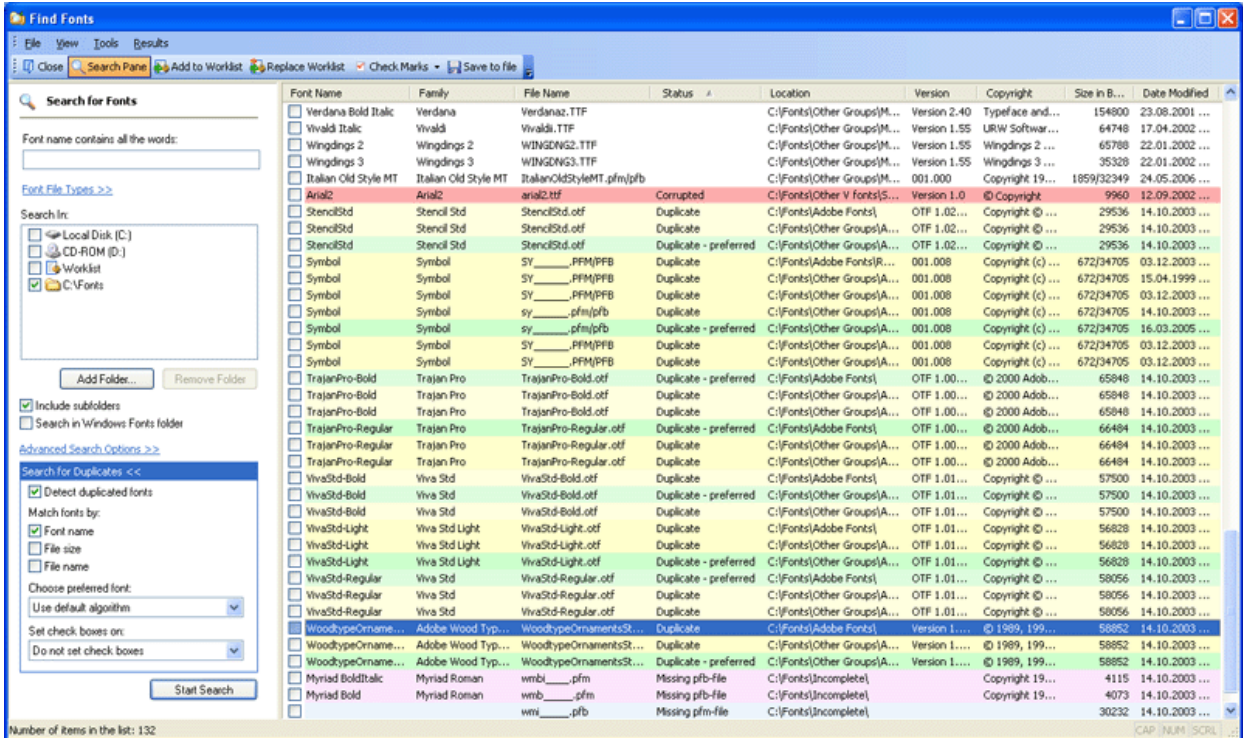 Find Fonts
File View Tools Results
Close Search Pane Add to Worklist Replace Worklist Check Marks Save to file
Search for Fonts
Font name contains all the words:
Font File Types >>
Search In:
Local Disk (C:)
CD-ROM (D:)
Worklist
C:\Fonts
Add Folder... Remove Folder
Include subfolders
Search in Windows Fonts folder
Advanced Search Options >>
Search for Duplicates <<
Detect duplicated fonts
Match fonts by:
Font name
File size
File name
Choose preferred font:
Use default algorithm
Set check boxes on:
Do not set check boxes
Start Search
Font Name Family File Name Status Location Version Copyright Size in B... Date Modified
Verdana Bold Italic Verdana Verdanaz.TTF C:\Fonts\Other Groups\M... Version 2.40 Typeface and... 154800 23.08.2001 ...
Vivaldi Italic Vivaldi Vivaldii.TTF C:\Fonts\Other Groups\M... Version 1.55 URW Softwar... 64748 17.04.2002 ...
Wingdings 2 Wingdings 2 WINGDNG2.TTF C:\Fonts\Other Groups\M... Version 1.55 Wingdings 2 ... 65788 22.01.2002 ...
Wingdings 3 Wingdings 3 WINGDNG3.TTF C:\Fonts\Other Groups\M... Version 1.55 Wingdings 3 ... 35328 22.01.2002 ...
Italian Old Style MT Italian Old Style MT ItalianOldStyleMT.pfm/pfb C:\Fonts\Other Groups\M... 001.000 Copyright 19... 1859/32349 24.05.2006 ...
Arial2 Arial2 arial2.ttf Corrupted C:\Fonts\Other V fonts\S... Version 1.0 © Copyright 9960 12.09.2002 ...
StencilStd Stencil Std StencilStd.otf Duplicate C:\Fonts\Adobe Fonts\ OTF 1.02... Copyright © ... 29536 14.10.2003 ...
StencilStd Stencil Std StencilStd.otf Duplicate C:\Fonts\Other Groups\A... OTF 1.02... Copyright © ... 29536 14.10.2003 ...
StencilStd Stencil Std StencilStd.otf Duplicate - preferred C:\Fonts\Other Groups\A... OTF 1.02... Copyright © ... 29536 14.10.2003 ...
Symbol Symbol SY______.PFM/PFB Duplicate C:\Fonts\Adobe Fonts\R... 001.008 Copyright (c) ... 672/34705 03.12.2003 ...
Symbol Symbol SY______.PFM/PFB Duplicate C:\Fonts\Other Groups\A... 001.008 Copyright (c) ... 672/34705 15.04.1999 ...
Symbol Symbol SY______.PFM/PFB Duplicate C:\Fonts\Other Groups\A... 001.008 Copyright (c) ... 672/34705 03.12.2003 ...
Symbol Symbol sy______.pfm/pfb Duplicate C:\Fonts\Other Groups\A... 001.008 Copyright (c) ... 672/34705 14.10.2003 ...
Symbol Symbol sy______.pfm/pfb Duplicate - preferred C:\Fonts\Other Groups\A... 001.008 Copyright (c) ... 672/34705 16.03.2005 ...
Symbol Symbol SY______.PFM/PFB Duplicate C:\Fonts\Other Groups\A... 001.008 Copyright (c) ... 672/34705 03.12.2003 ...
Symbol Symbol SY______.PFM/PFB Duplicate C:\Fonts\Other Groups\A... 001.008 Copyright (c) ... 672/34705 03.12.2003 ...
TrajanPro-Bold Trajan Pro TrajanPro-Bold.otf Duplicate - preferred C:\Fonts\Adobe Fonts\ OTF 1.00... © 2000 Adob... 65848 14.10.2003 ...
TrajanPro-Bold Trajan Pro TrajanPro-Bold.otf Duplicate C:\Fonts\Other Groups\A... OTF 1.00... © 2000 Adob... 65848 14.10.2003 ...
TrajanPro-Bold Trajan Pro TrajanPro-Bold.otf Duplicate C:\Fonts\Other Groups\A... OTF 1.00... © 2000 Adob... 65848 14.10.2003 ...
TrajanPro-Regular Trajan Pro TrajanPro-Regular.otf Duplicate - preferred C:\Fonts\Adobe Fonts\ OTF 1.00... © 2000 Adob... 66484 14.10.2003 ...
TrajanPro-Regular Trajan Pro TrajanPro-Regular.otf Duplicate C:\Fonts\Other Groups\A... OTF 1.00... © 2000 Adob... 66484 14.10.2003 ...
TrajanPro-Regular Trajan Pro TrajanPro-Regular.otf Duplicate C:\Fonts\Other Groups\A... OTF 1.00... © 2000 Adob... 66484 14.10.2003 ...
VivaStd-Bold Viva Std VivaStd-Bold.otf Duplicate C:\Fonts\Adobe Fonts\ OTF 1.01... Copyright © ... 57500 14.10.2003 ...
VivaStd-Bold Viva Std VivaStd-Bold.otf Duplicate - preferred C:\Fonts\Other Groups\A... OTF 1.01... Copyright © ... 57500 14.10.2003 ...
VivaStd-Bold Viva Std VivaStd-Bold.otf Duplicate C:\Fonts\Other Groups\A... OTF 1.01... Copyright © ... 57500 14.10.2003 ...
VivaStd-Light Viva Std Light VivaStd-Light.otf Duplicate C:\Fonts\Adobe Fonts\ OTF 1.01... Copyright © ... 56828 14.10.2003 ...
VivaStd-Light Viva Std Light VivaStd-Light.otf Duplicate C:\Fonts\Other Groups\A... OTF 1.01... Copyright © ... 56828 14.10.2003 ...
VivaStd-Light Viva Std Light VivaStd-Light.otf Duplicate - preferred C:\Fonts\Other Groups\A... OTF 1.01... Copyright © ... 56828 14.10.2003 ...
VivaStd-Regular Viva Std VivaStd-Regular.otf Duplicate - preferred C:\Fonts\Adobe Fonts\ OTF 1.01... Copyright © ... 58056 14.10.2003 ...
VivaStd-Regular Viva Std VivaStd-Regular.otf Duplicate C:\Fonts\Other Groups\A... OTF 1.01... Copyright © ... 58056 14.10.2003 ...
VivaStd-Regular Viva Std VivaStd-Regular.otf Duplicate C:\Fonts\Other Groups\A... OTF 1.01... Copyright © ... 58056 14.10.2003 ...
WoodtypeOrname... Adobe Wood Typ... WoodtypeOrnamentsSt... Duplicate C:\Fonts\Adobe Fonts\ Version 1.... © 1989, 199... 58852 14.10.2003 ...
WoodtypeOrname... Adobe Wood Typ... WoodtypeOrnamentsSt... Duplicate C:\Fonts\Other Groups\A... Version 1.... © 1989, 199... 58852 14.10.2003 ...
WoodtypeOrname... Adobe Wood Typ... WoodtypeOrnamentsSt... Duplicate - preferred C:\Fonts\Other Groups\A... Version 1.... © 1989, 199... 58852 14.10.2003 ...
Myriad BoldItalic Myriad Roman wmbi____.pfm Missing pfb-file C:\Fonts\Incomplete\ Copyright 19... 4115 14.10.2003 ...
Myriad Bold Myriad Roman wmb_____.pfm Missing pfb-file C:\Fonts\Incomplete\ Copyright 19... 4073 14.10.2003 ...
wmi_____.pfb Missing pfm-file C:\Fonts\Incomplete\ 30232 14.10.2003 ...
Number of items in the list: 132
CAP NUM SCRL